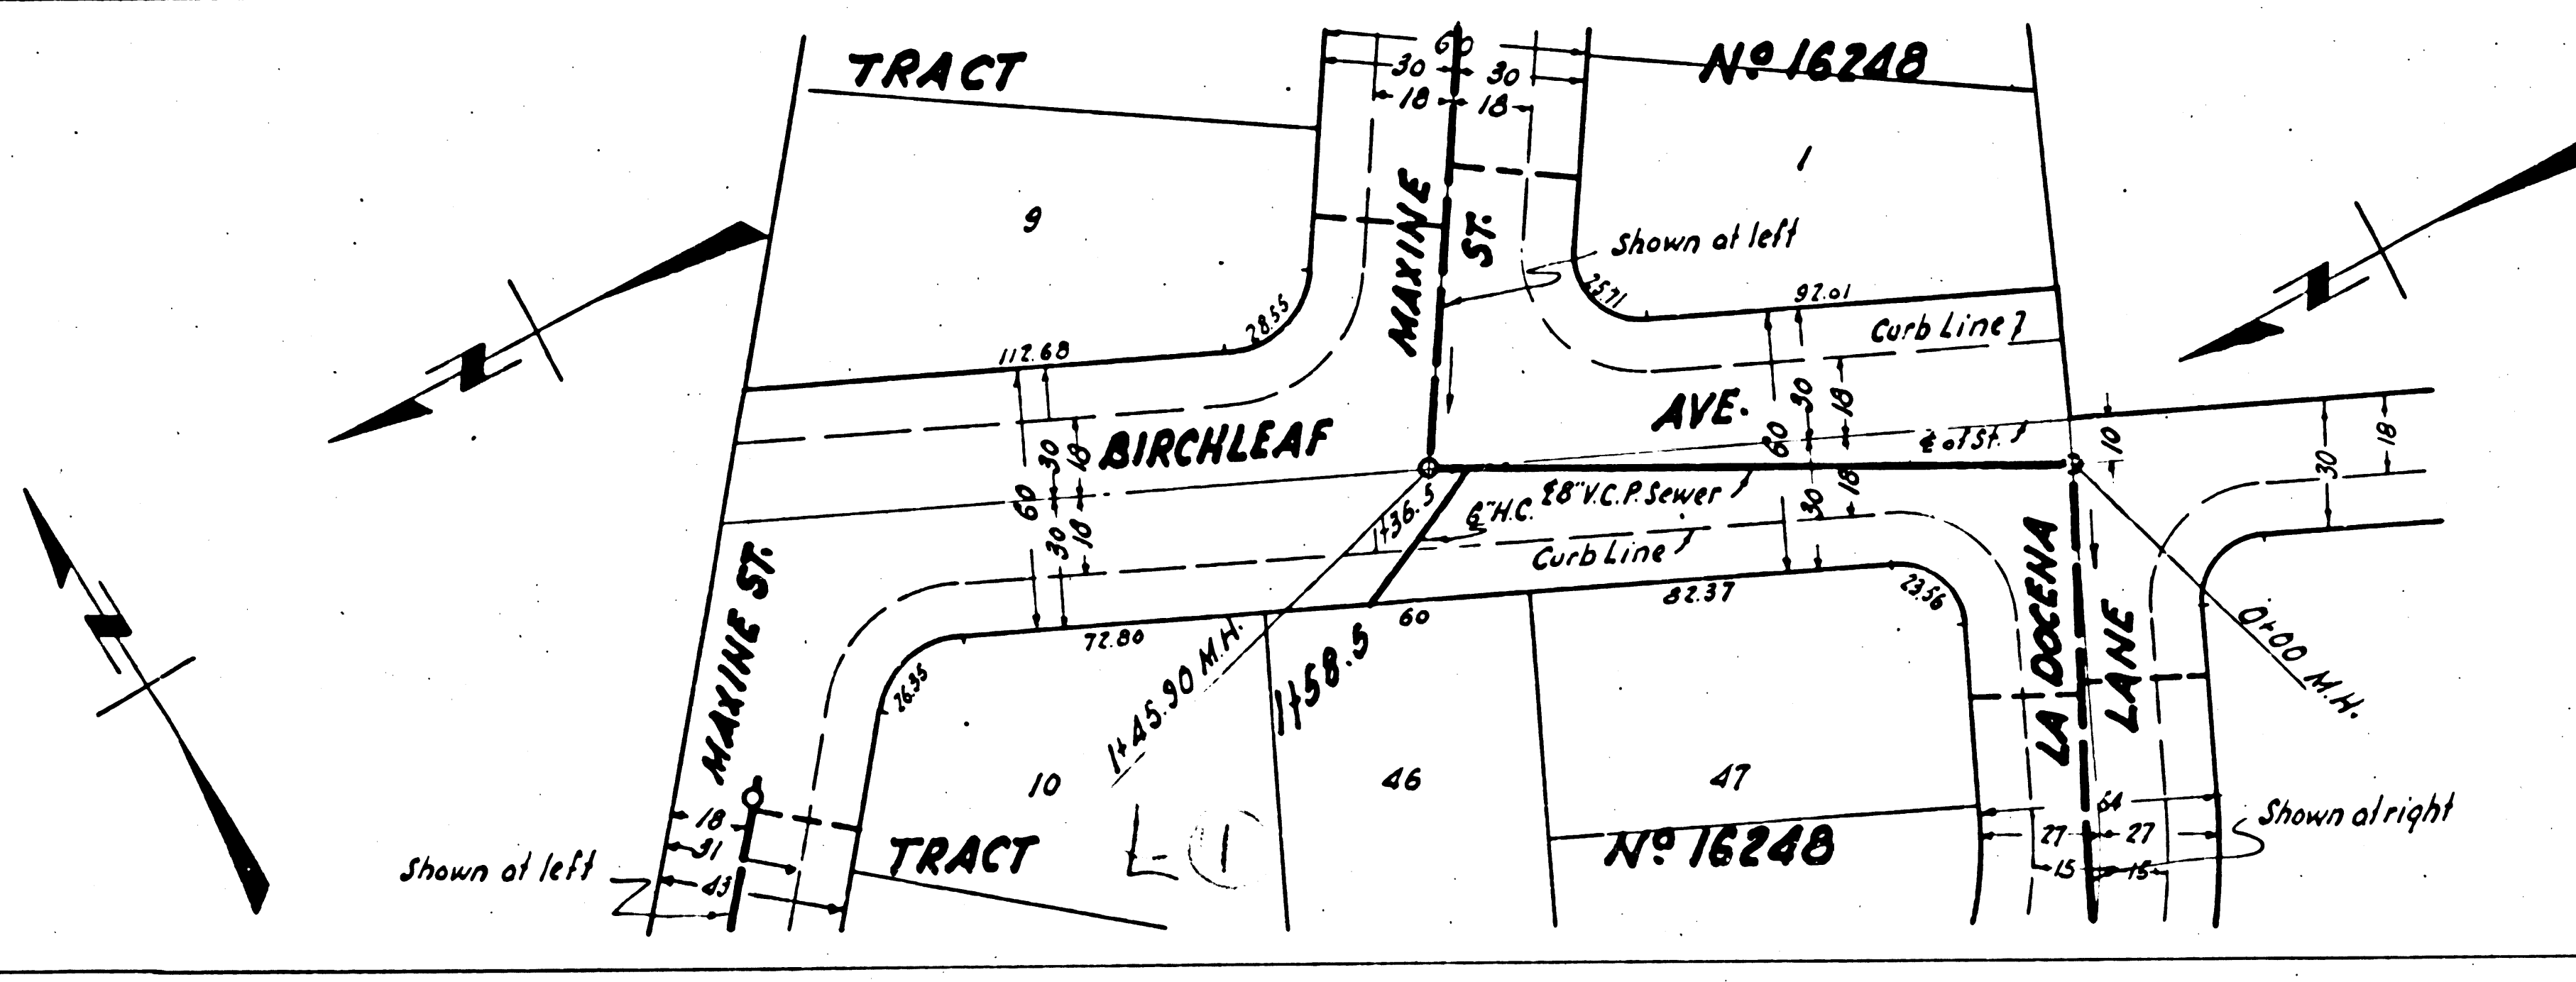 TRACT
60
30 30
18 18
Nº 16248
9
1
MAXINE
ST.
Shown at left
28.55
25.71
92.01
112.68
Curb Line
BIRCHLEAF
AVE.
60
30
18
30
18
60
30
18
30
18
₵ of St.
10
30
18
1+36.5
6" H.C.
₵ 8" V.C.P. Sewer
Curb Line
MAXINE ST.
72.80
60
82.37
23.56
26.35
1+45.90 M.H.
1+58.5
LA DOCENA
LANE
0+00 M.H.
10
46
47
18
31
43
Shown at left
TRACT
L-1
Nº 16248
54
27 27
15 15
Shown at right